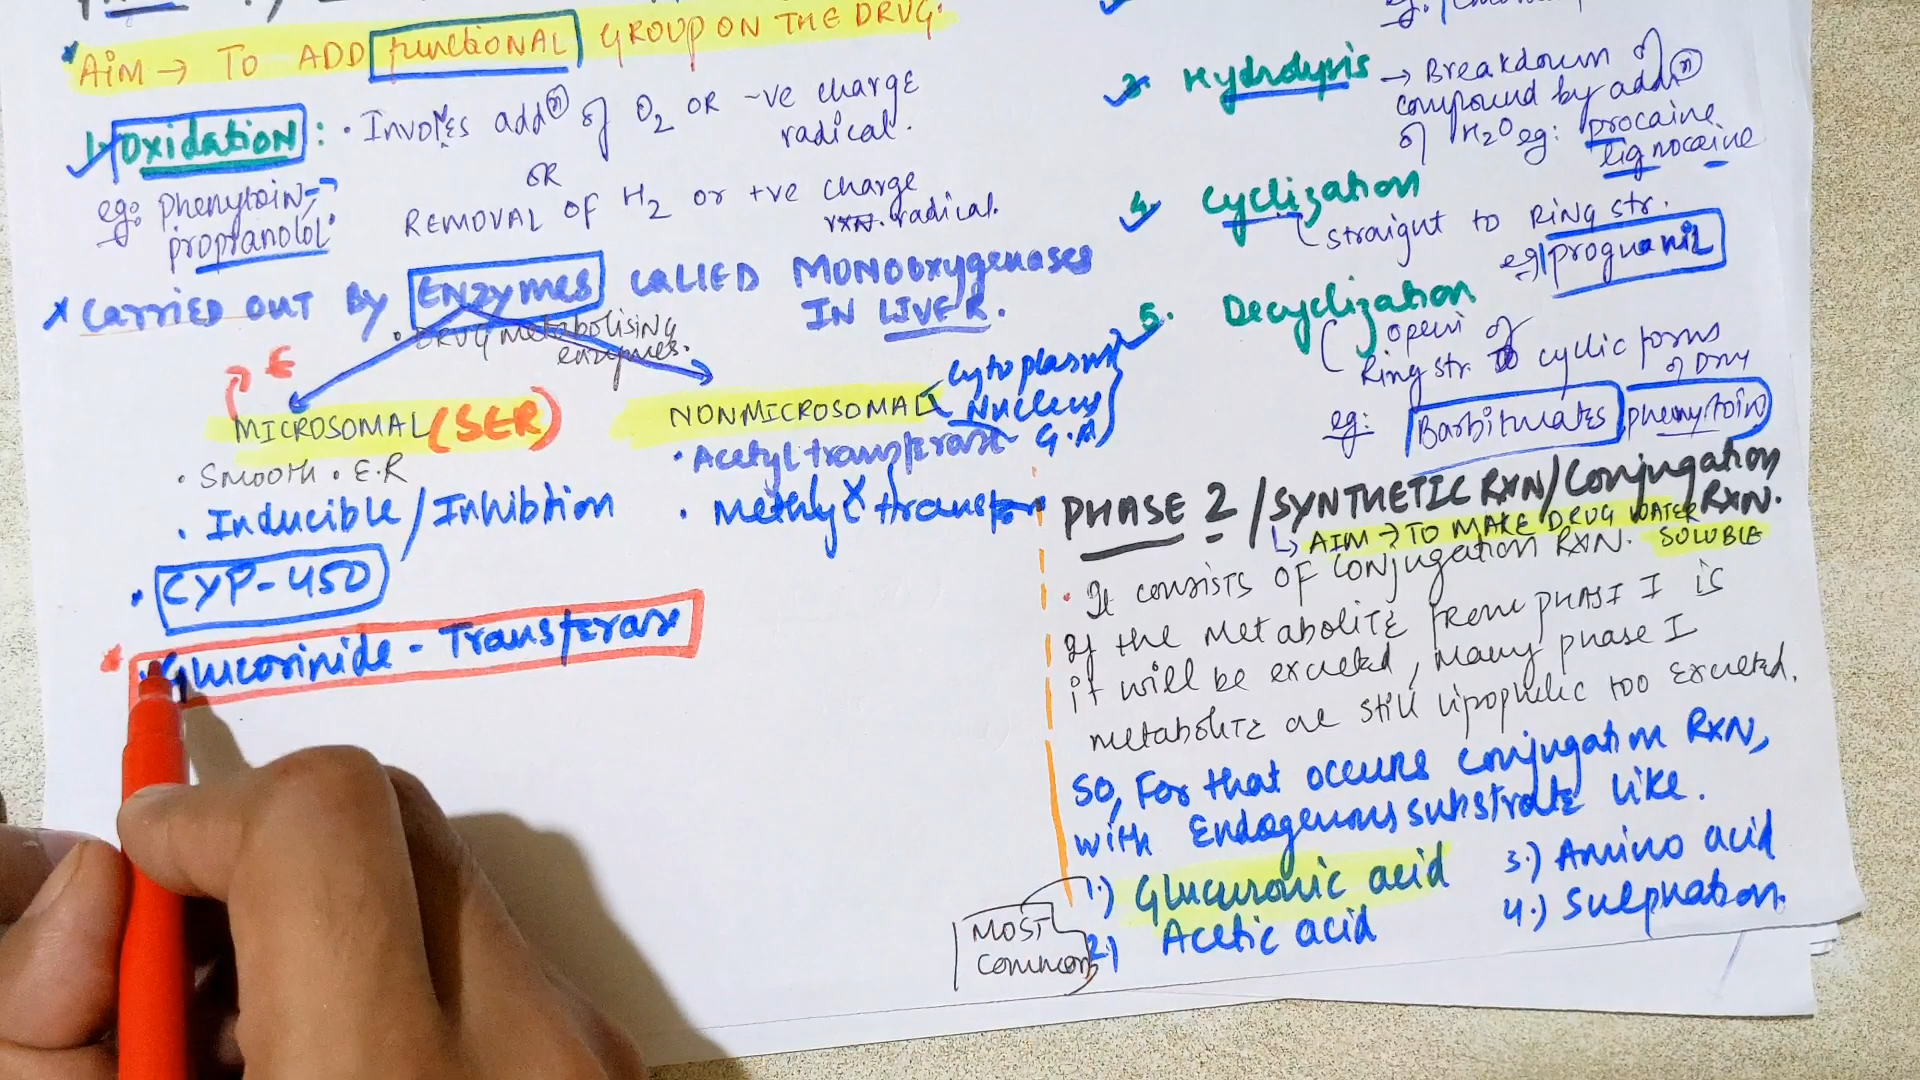 *AIM → TO ADD functIONAL GROUP ON THE DRUG.
1. Oxidation : • Involves add(n) of O2 OR -ve charge
radical.
OR
eg: phenytoin,
propranolol
REMOVAL OF H2 or +ve charge
rxn. radical.
* CARRIED OUT By ENZYMES CALLED MONOOxygenases
IN LIVER.
• DRUG metabolising
enzymes.
E
MICROSOMAL (SER)
• Smooth . E.R
• Inducible / Inhibtion
• CYP-450
* • Glucorinide - Transferase
NONMICROSOMAL
Cytoplasm
Nucleus
G.A
• Acetyl transferase
• Methyl transfer
3. Hydrolysis → Breakdown of
compound by add(n)
of H2O eg: procaine
lignocaine
4. Cyclization
straight to RING str.
eg proguanil
5. Decyclization
open of
Ring str. cyclic forms
of Drug
eg: Barbituates phenytoin
PHASE 2 / SYNTHETIC RXN / Conjugation
RXN.
↳ AIM → TO MAKE DRUG WATER
SOLUBLE
• It consists OF CONjugation RXN.
If the Metabolite from PHASE I is
it will be excreted, Many phase I
metabolite are still lipophelic too Excreted.
SO, For that occurs conjugation RXN,
with Endogenous substrate like.
1.) Glucuronic acid
2.) Acetic acid
3.) Amino acid
4.) Sulphation.
MOST
Common